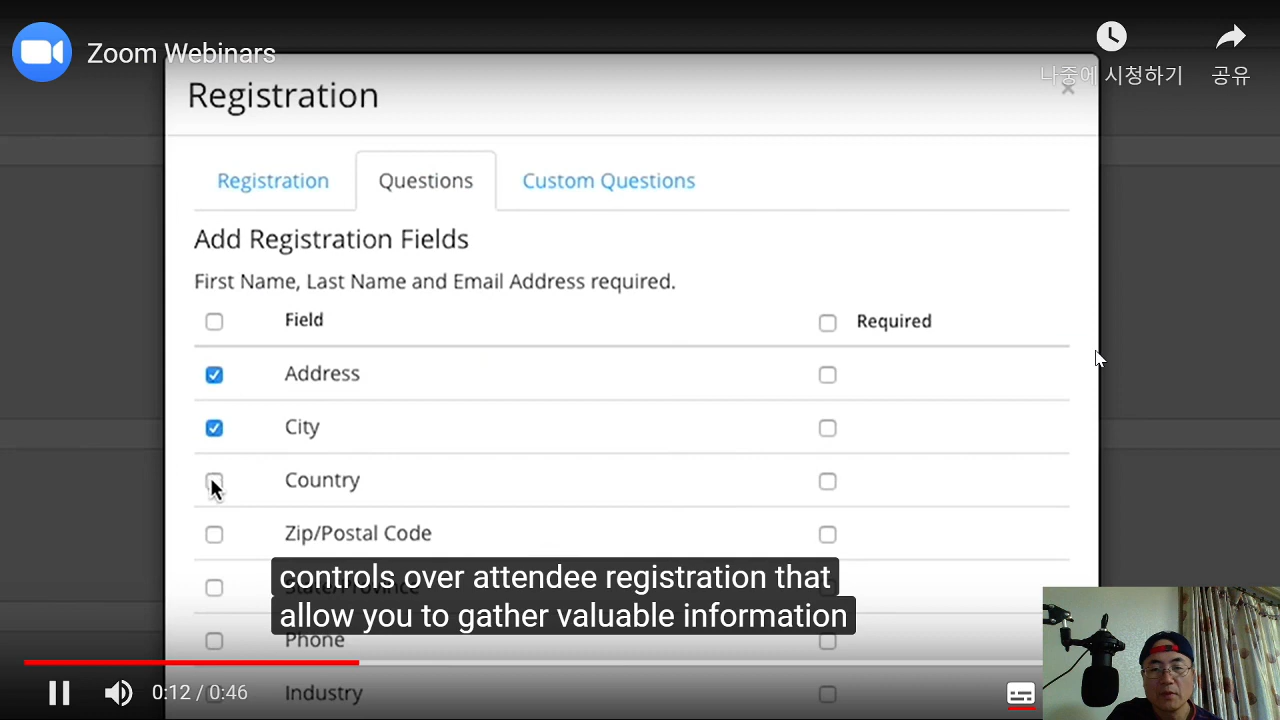 Zoom Webinars
나중에 시청하기
공유
Registration
Registration
Questions
Custom Questions
Add Registration Fields
First Name, Last Name and Email Address required.
Field
Required
Address
City
Country
Zip/Postal Code
State/Province
controls over attendee registration that
allow you to gather valuable information
Phone
0:12 / 0:46
Industry